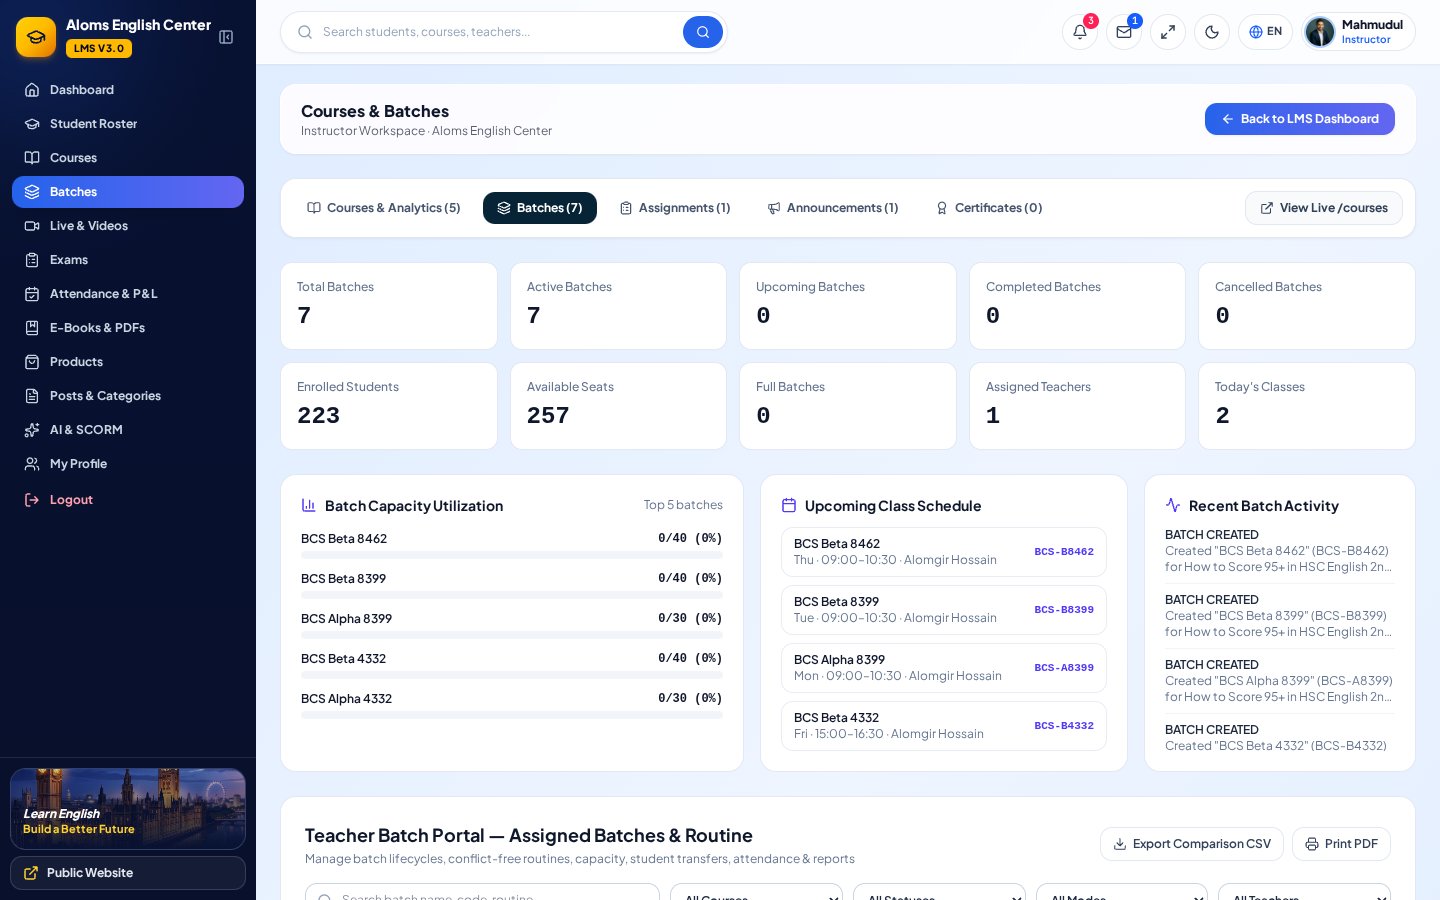 Aloms English Center
LMS V3.0
Dashboard
Student Roster
Courses
Batches
Live & Videos
Exams
Attendance & P&L
E-Books & PDFs
Products
Posts & Categories
AI & SCORM
My Profile
Logout
Learn English
Build a Better Future
Public Website
Search students, courses, teachers...
3
1
EN
Mahmudul
Instructor
Courses & Batches
Instructor Workspace · Aloms English Center
Back to LMS Dashboard
Courses & Analytics (5)
Batches (7)
Assignments (1)
Announcements (1)
Certificates (0)
View Live /courses
Total Batches
7
Active Batches
7
Upcoming Batches
0
Completed Batches
0
Cancelled Batches
0
Enrolled Students
223
Available Seats
257
Full Batches
0
Assigned Teachers
1
Today's Classes
2
Batch Capacity Utilization
Top 5 batches
BCS Beta 8462 0/40 (0%)
BCS Beta 8399 0/40 (0%)
BCS Alpha 8399 0/30 (0%)
BCS Beta 4332 0/40 (0%)
BCS Alpha 4332 0/30 (0%)
Upcoming Class Schedule
BCS Beta 8462
Thu · 09:00–10:30 · Alomgir Hossain
BCS-B8462
BCS Beta 8399
Tue · 09:00–10:30 · Alomgir Hossain
BCS-B8399
BCS Alpha 8399
Mon · 09:00–10:30 · Alomgir Hossain
BCS-A8399
BCS Beta 4332
Fri · 15:00–16:30 · Alomgir Hossain
BCS-B4332
Recent Batch Activity
BATCH CREATED
Created "BCS Beta 8462" (BCS-B8462)
for How to Score 95+ in HSC English 2n...
BATCH CREATED
Created "BCS Beta 8399" (BCS-B8399)
for How to Score 95+ in HSC English 2n...
BATCH CREATED
Created "BCS Alpha 8399" (BCS-A8399)
for How to Score 95+ in HSC English 2n...
BATCH CREATED
Created "BCS Beta 4332" (BCS-B4332)
Teacher Batch Portal — Assigned Batches & Routine
Manage batch lifecycles, conflict-free routines, capacity, student transfers, attendance & reports
Export Comparison CSV
Print PDF
Search batch name, code, routine...
All Courses
All Statuses
All Modes
All Teachers